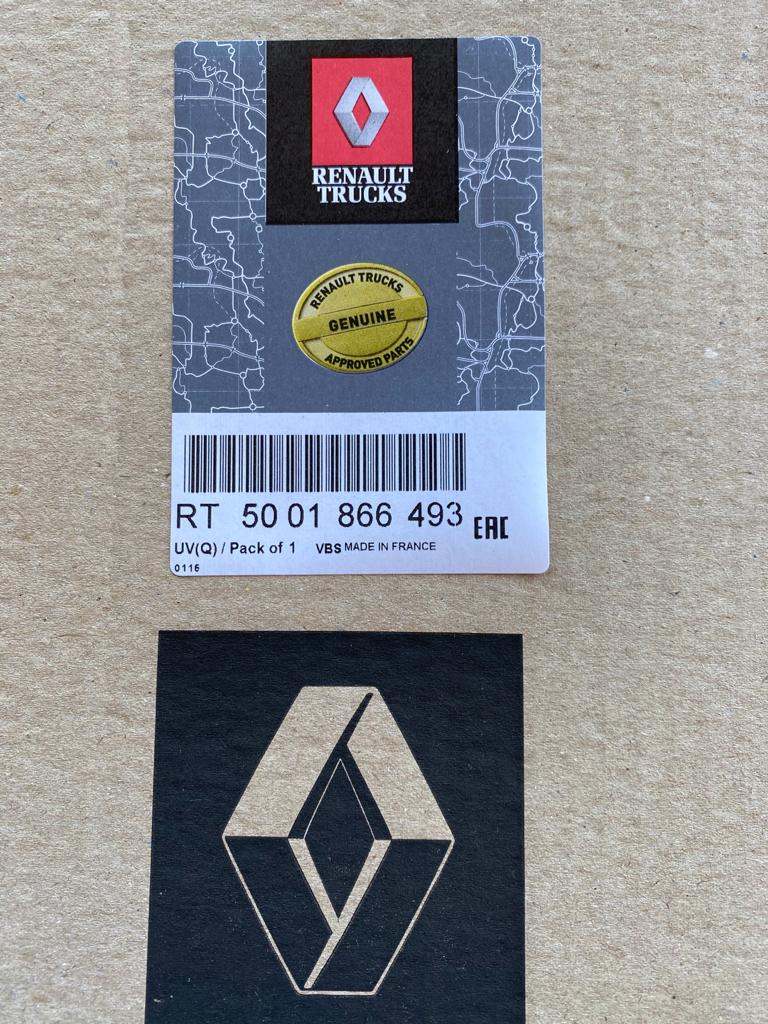 RENAULT
TRUCKS
RENAULT TRUCKS
GENUINE
APPROVED PARTS
RT 50 01 866 493 EAC
UV(Q) / Pack of 1 VBS MADE IN FRANCE
0116